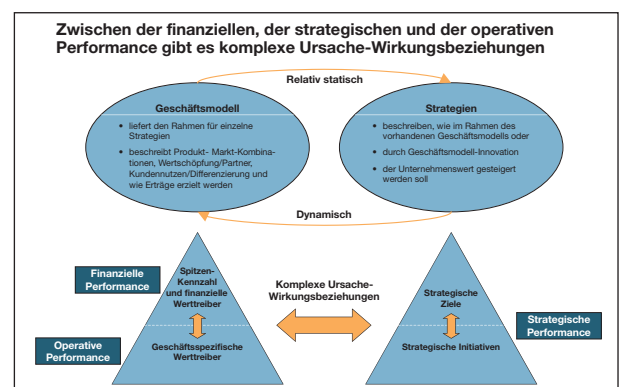 Zwischen der finanziellen, der strategischen und der operativen
Performance gibt es komplexe Ursache-Wirkungsbeziehungen
Relativ statisch
Geschäftsmodell
• liefert den Rahmen für einzelne
Strategien
• beschreibt Produkt- Markt-Kombina-
tionen, Wertschöpfung/Partner,
Kundennutzen/Differenzierung und
wie Erträge erzielt werden
Strategien
• beschreiben, wie im Rahmen des
vorhandenen Geschäftsmodels oder
• durch Geschäftmodel-Innovation
• der Unternehmenswert gesteigert
werden soll
Dynamisch
Finanzielle
Performance
Spitzen-
Kennzahl
und finanzielle
Werttreiber
Operative
Performance
Geschäftsspezifische
Werttreiber
Komplexe Ursache-
Wirkungsbeziehungen
Strategische
Ziele
Strategische Initiativen
Strategische
Performance